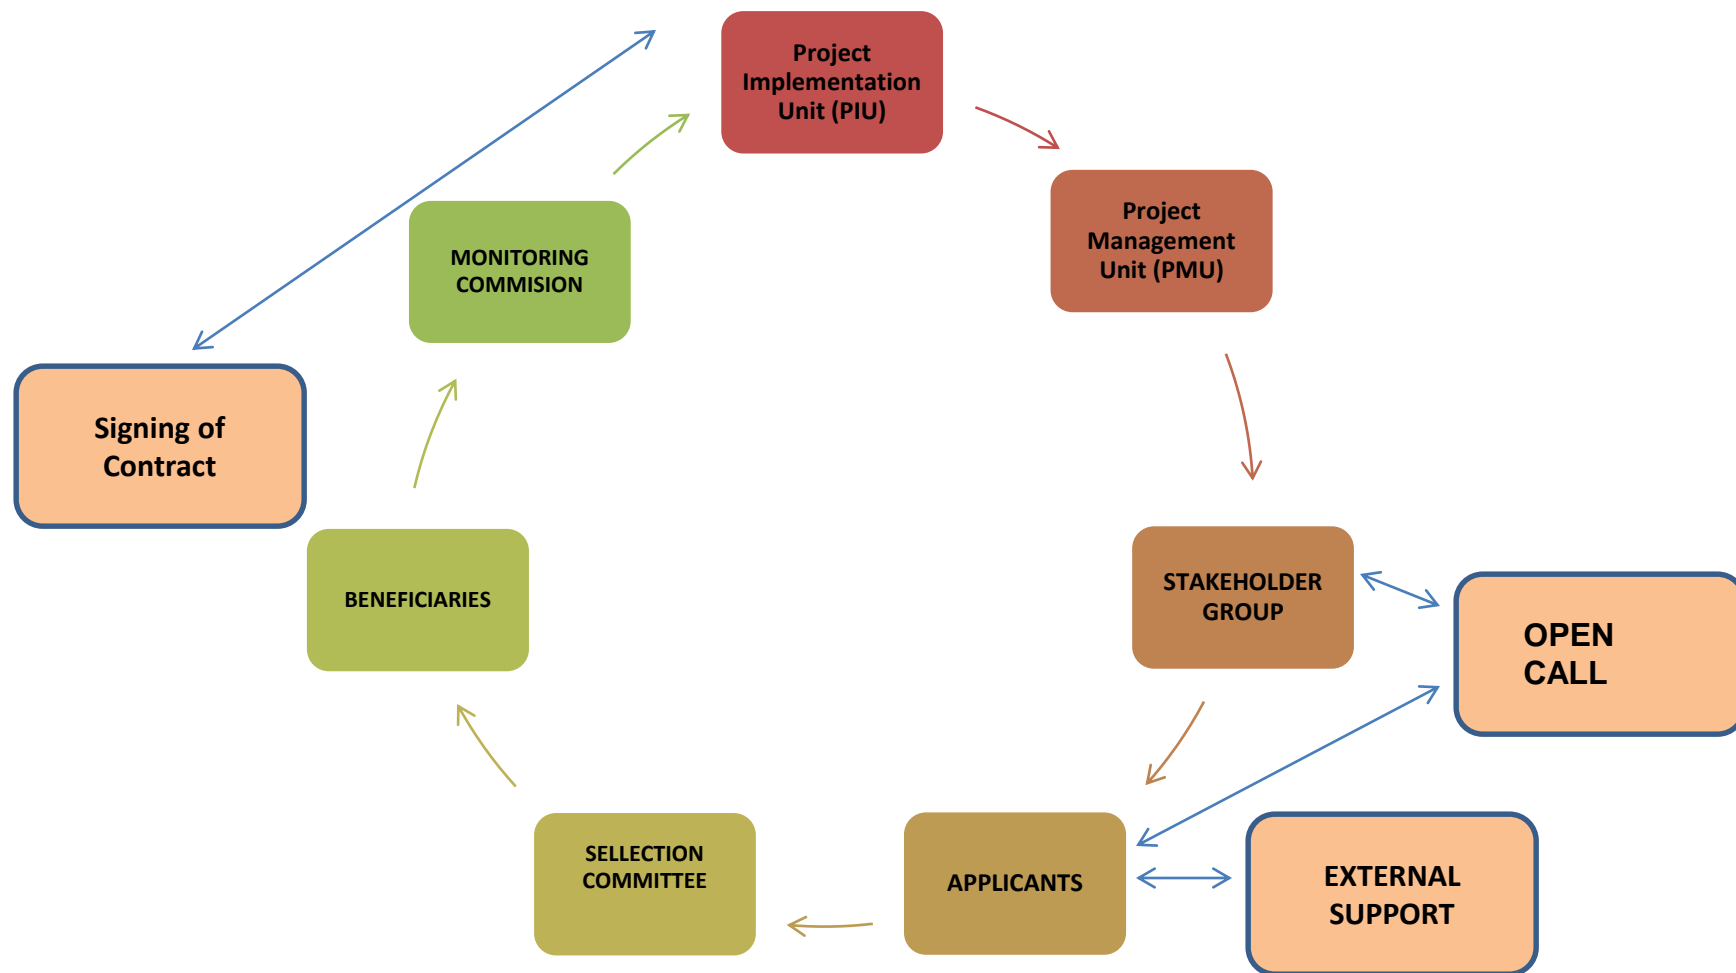 Project
Implementation
Unit (PIU)
Project
Management
Unit (PMU)
MONITORING
COMMISION
Signing of
Contract
BENEFICIARIES
STAKEHOLDER
GROUP
OPEN
CALL
SELLECTION
COMMITTEE
APPLICANTS
EXTERNAL
SUPPORT